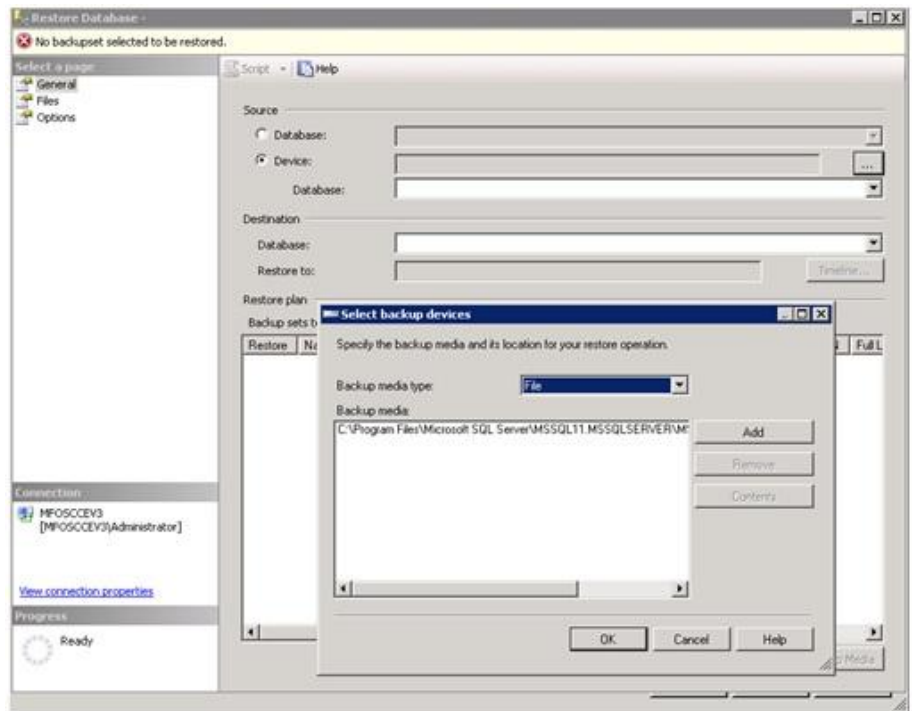 Restore Database -
No backupset selected to be restored.
Select a page
General
Files
Options
Script
Help
Source
Database:
Device:
...
Database:
Destination
Database:
Restore to:
Timeline...
Restore plan
Backup sets t
Restore Na
Full L
Select backup devices
Specify the backup media and its location for your restore operation.
Backup media type: File
Backup media:
C:\Program Files\Microsoft SQL Server\MSSQL11.MSSQLSERVER\M
Add
Remove
Contents
OK Cancel Help
Connection
MFOSCCEV3
[MFOSCCEV3\Administrator]
View connection properties
Progress
Ready
Media